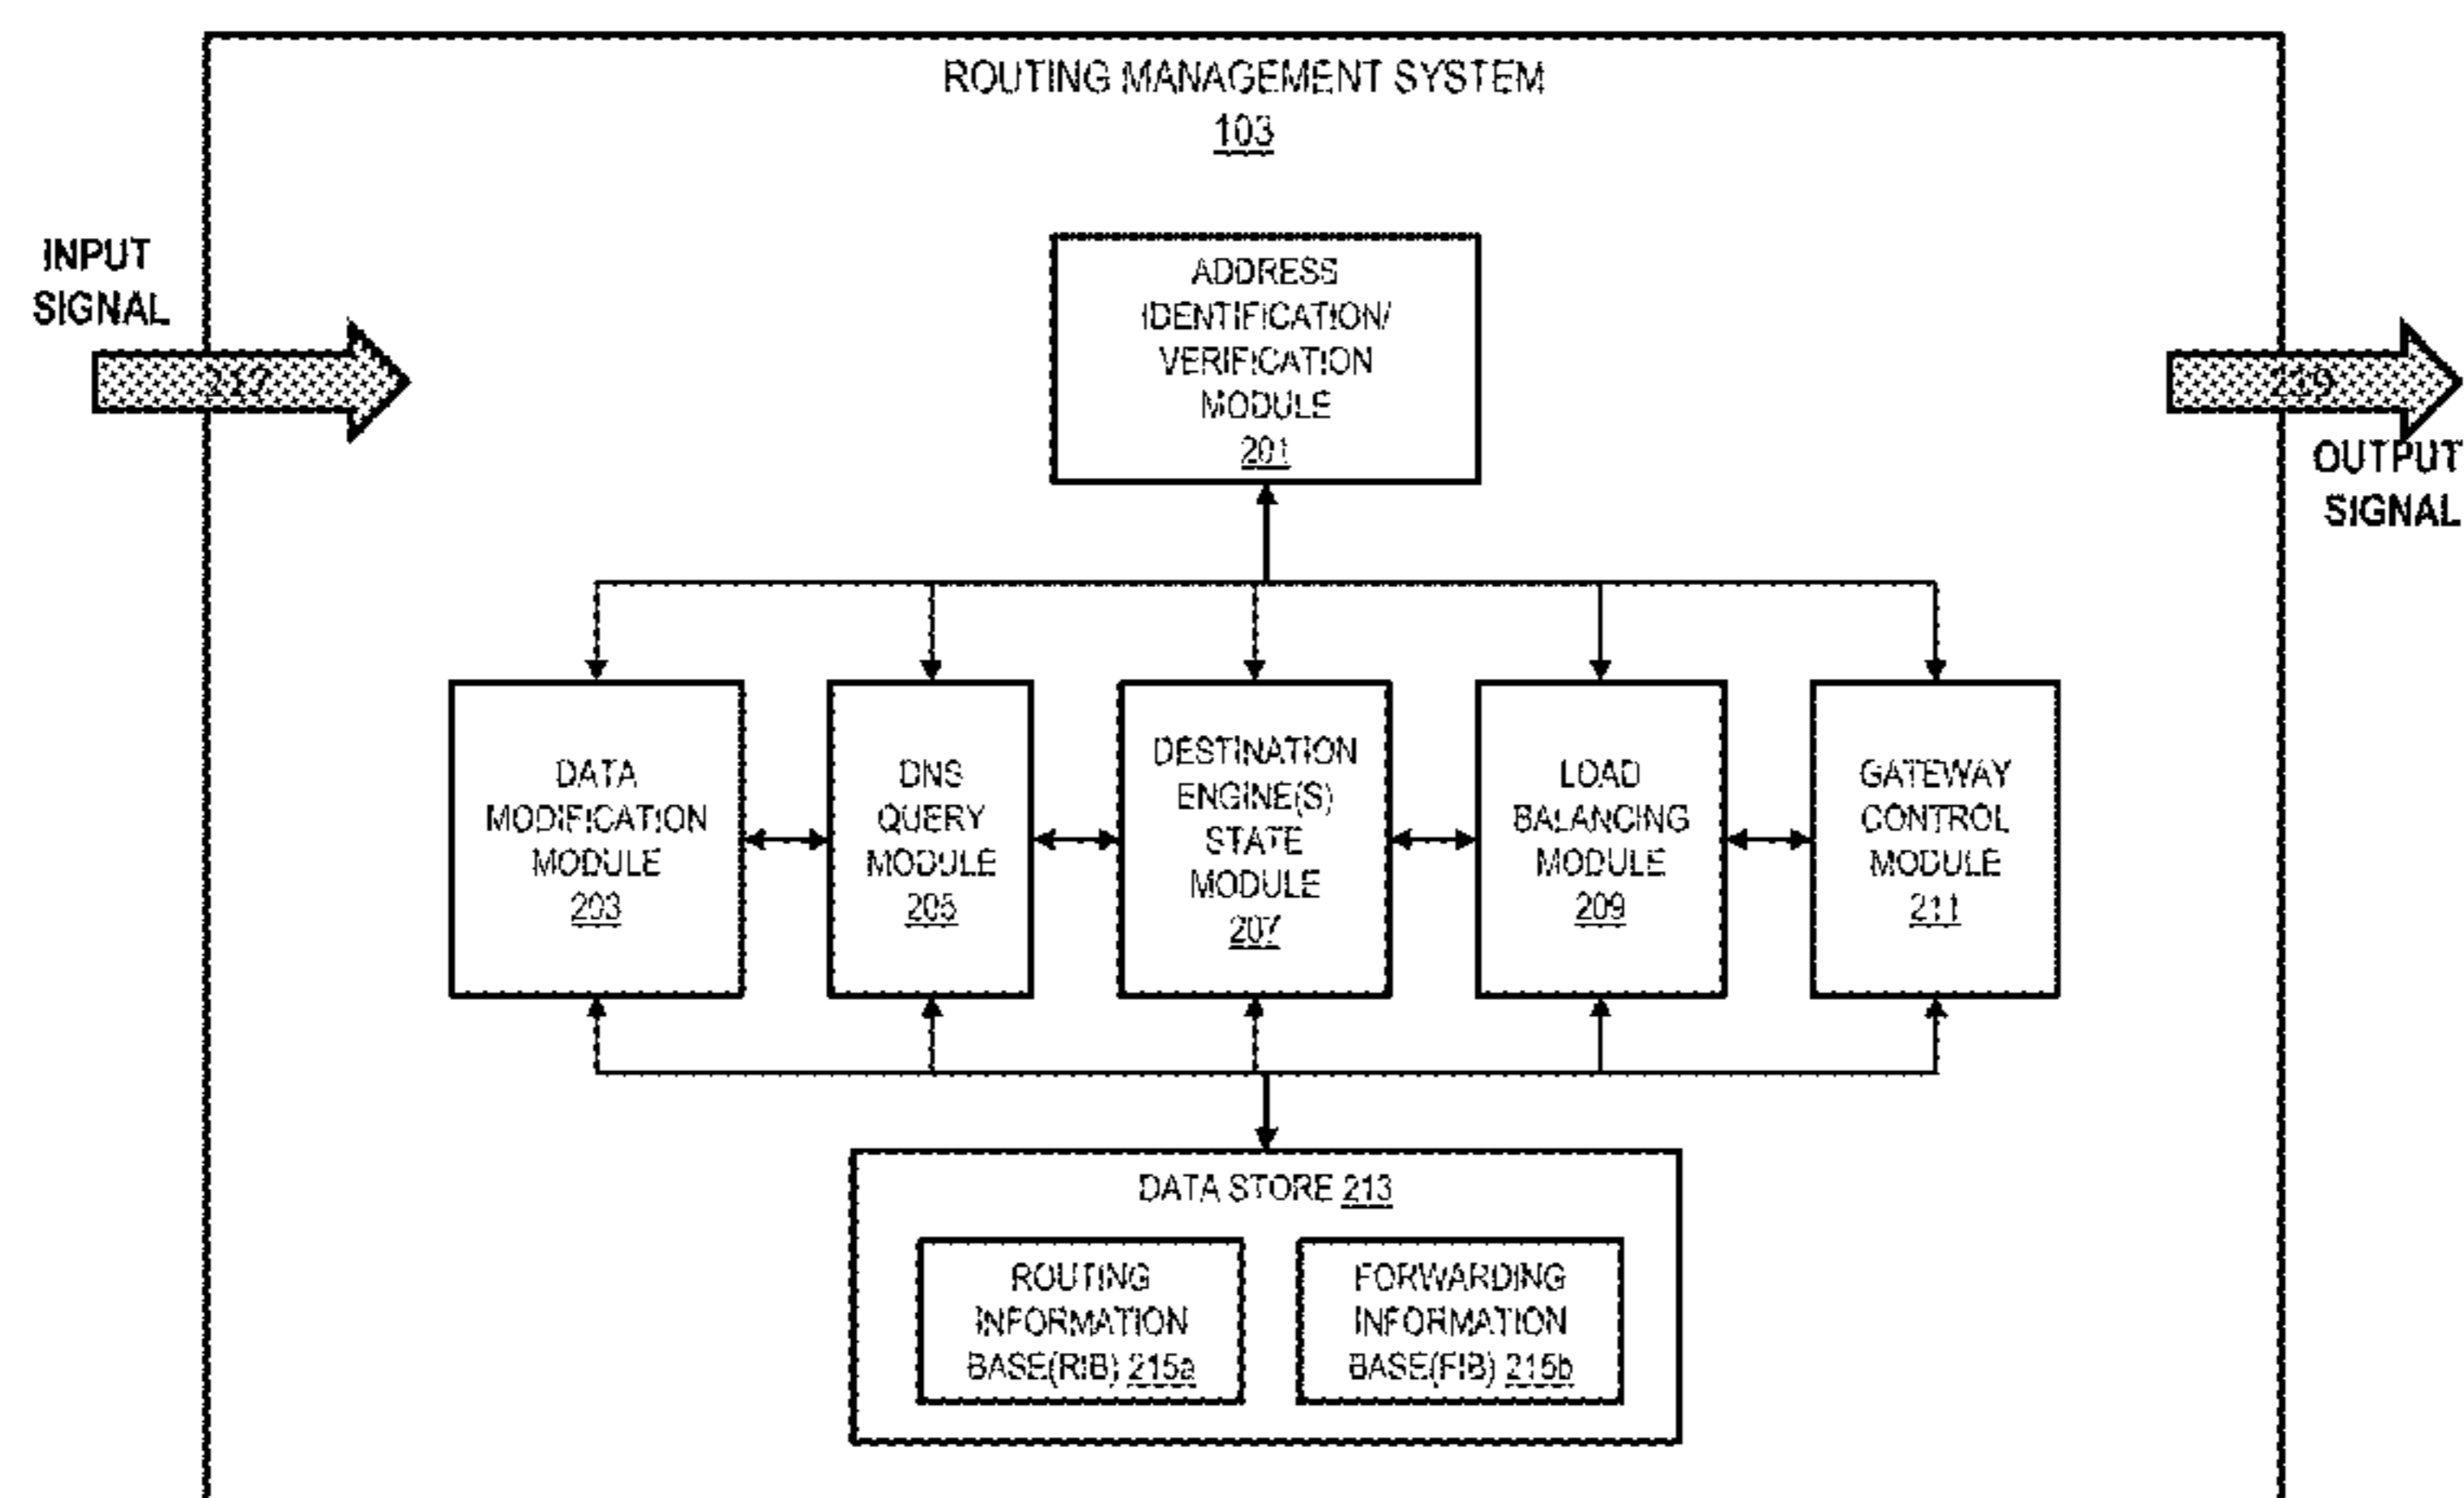 ROUTING MANAGEMENT SYSTEM
103
INPUT
SIGNAL
217
ADDRESS
IDENTIFICATION/
VERIFICATION
MODULE
201
219
OUTPUT
SIGNAL
DATA
MODIFICATION
MODULE
203
DNS
QUERY
MODULE
205
DESTINATION
ENGINE(S)
STATE
MODULE
207
LOAD
BALANCING
MODULE
209
GATEWAY
CONTROL
MODULE
211
DATA STORE 213
ROUTING
INFORMATION
BASE(RIB) 215a
FORWARDING
INFORMATION
BASE(FIB) 215b